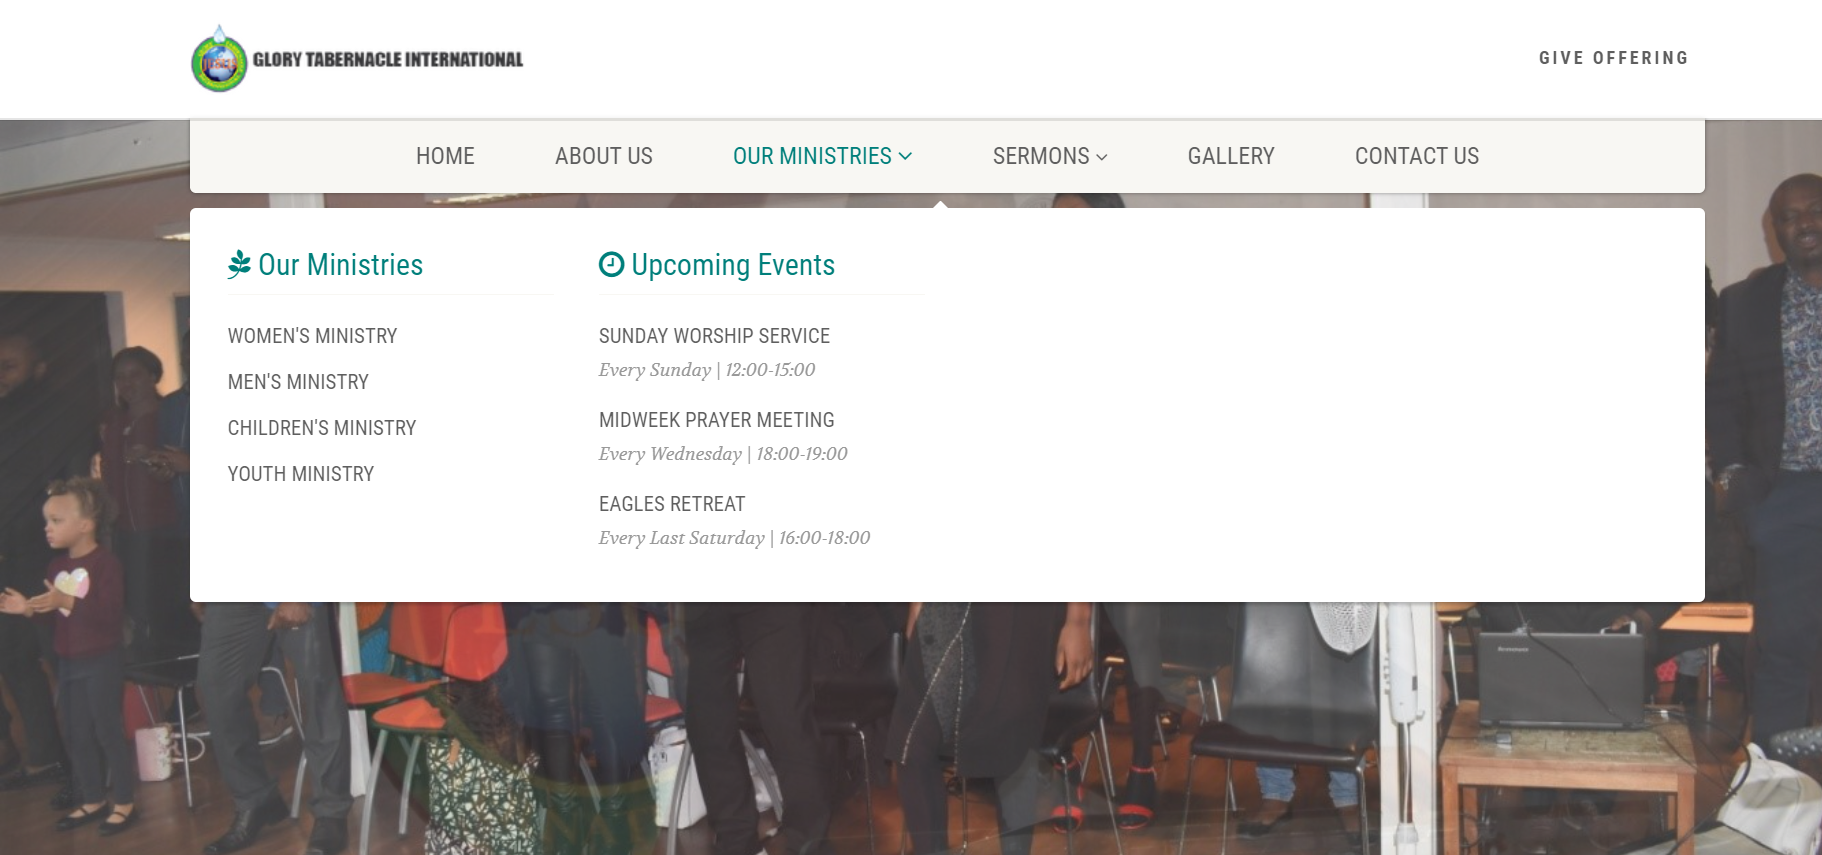 GLORY TABERNACLE INTERNATIONAL
GIVE OFFERING
HOME
ABOUT US
OUR MINISTRIES
SERMONS
GALLERY
CONTACT US
Our Ministries
WOMEN'S MINISTRY
MEN'S MINISTRY
CHILDREN'S MINISTRY
YOUTH MINISTRY
Upcoming Events
SUNDAY WORSHIP SERVICE
Every Sunday | 12:00-15:00
MIDWEEK PRAYER MEETING
Every Wednesday | 18:00-19:00
EAGLES RETREAT
Every Last Saturday | 16:00-18:00